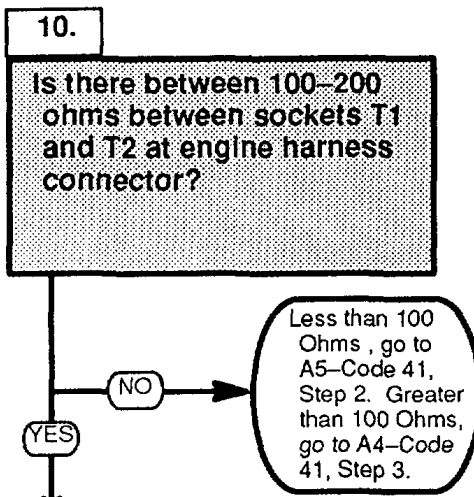 10.
Is there between 100–200
ohms between sockets T1
and T2 at engine harness
connector?
NO
Less than 100
Ohms , go to
A5–Code 41,
Step 2. Greater
than 100 Ohms,
go to A4–Code
41, Step 3.
YES